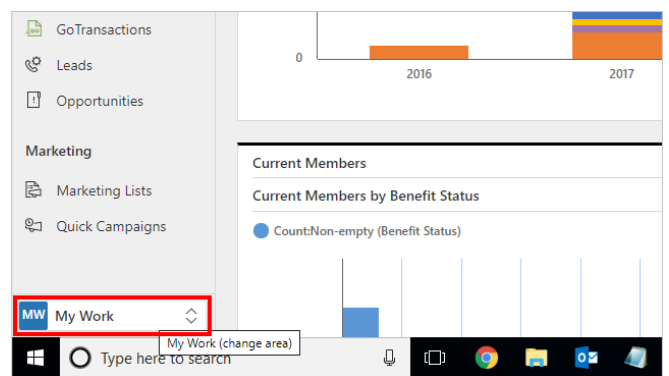 GoTransactions
Leads
Opportunities
Marketing
Marketing Lists
Quick Campaigns
MW My Work
My Work (change area)
Type here to search
0
2016
2017
Current Members
Current Members by Benefit Status
Count:Non-empty (Benefit Status)